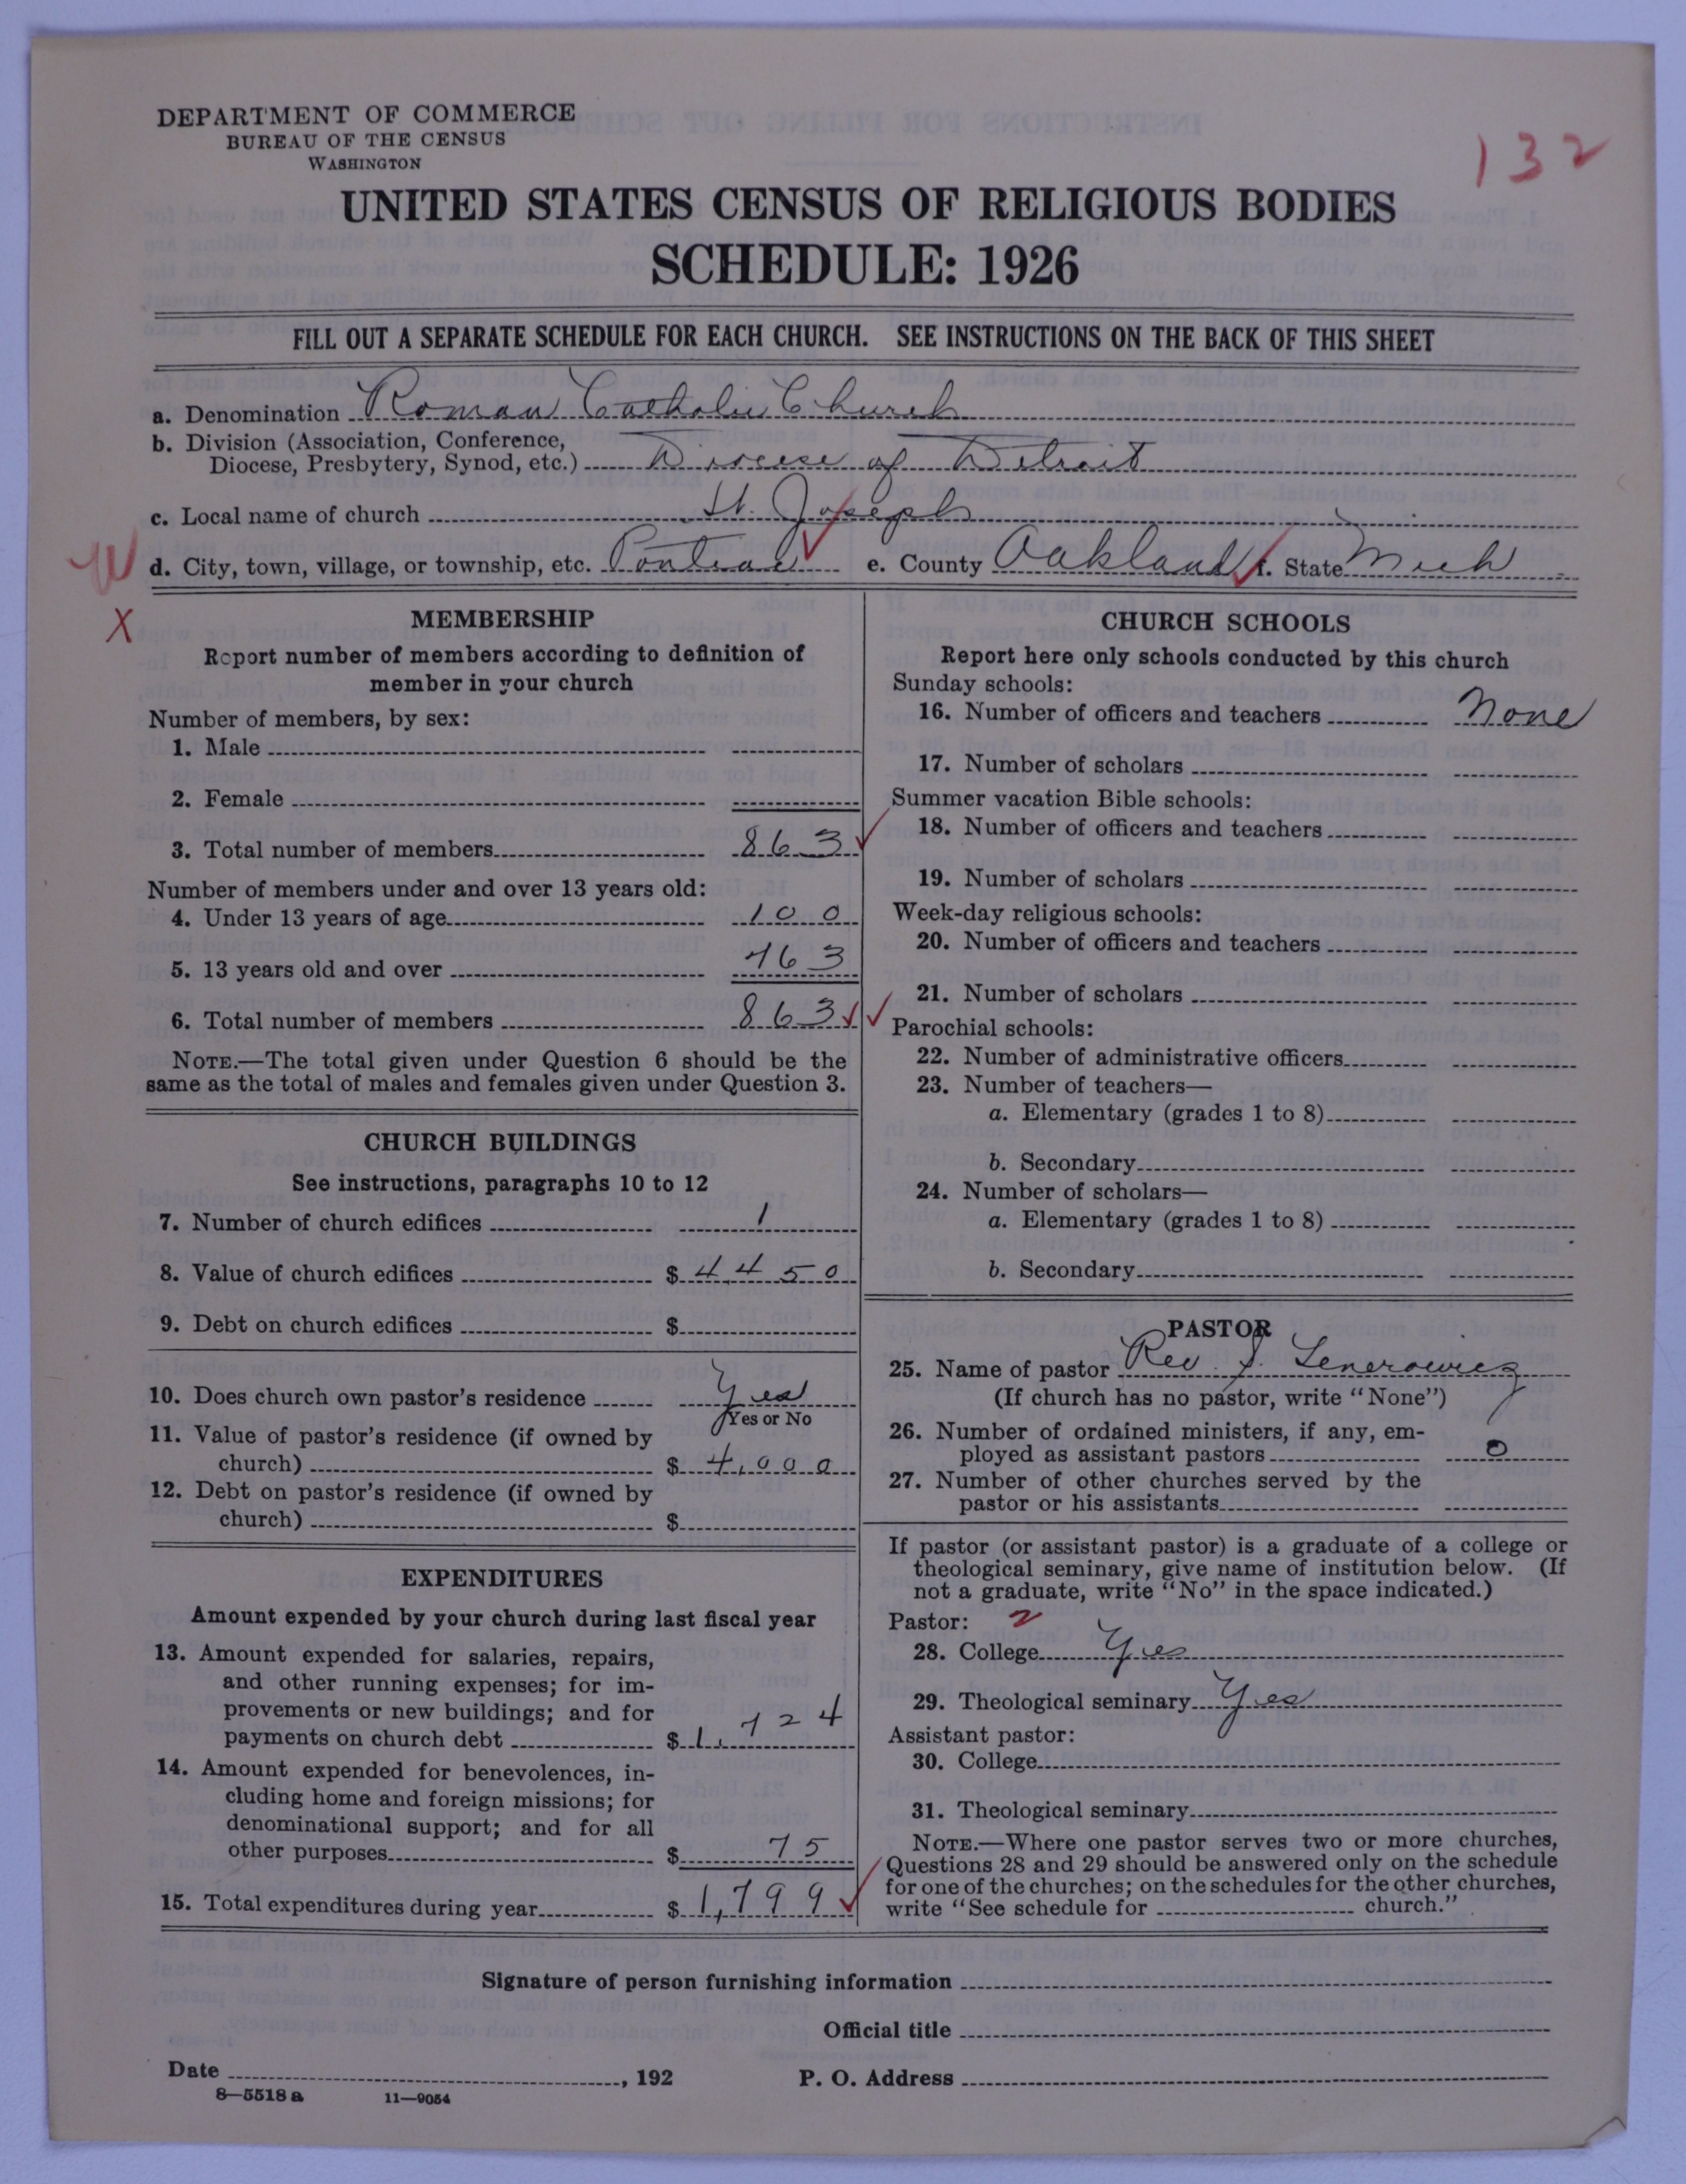 DEPARTMENT OF COMMERCE
BUREAU OF THE CENSUS
WASHINGTON
132
UNITED STATES CENSUS OF RELIGIOUS BODIES
SCHEDULE: 1926
FILL OUT A SEPARATE SCHEDULE FOR EACH CHURCH. SEE INSTRUCTIONS ON THE BACK OF THIS SHEET
a. Denomination Roman Catholic Church
b. Division (Association, Conference,
Diocese, Presbytery, Synod, etc.) Diocese of Detroit
c. Local name of church St. Joseph
d. City, town, village, or township, etc. Pontiac e. County Oakland f. State Mich
X
MEMBERSHIP
Report number of members according to definition of
member in your church
Number of members, by sex:
1. Male
2. Female
3. Total number of members 863
Number of members under and over 13 years old:
4. Under 13 years of age 100
5. 13 years old and over 763
6. Total number of members 863
NOTE.—The total given under Question 6 should be the
same as the total of males and females given under Question 3.
CHURCH BUILDINGS
See instructions, paragraphs 10 to 12
7. Number of church edifices 1
8. Value of church edifices $ 4450
9. Debt on church edifices $
10. Does church own pastor's residence Yes
Yes or No
11. Value of pastor's residence (if owned by
church) $ 4,000
12. Debt on pastor's residence (if owned by
church) $
EXPENDITURES
Amount expended by your church during last fiscal year
13. Amount expended for salaries, repairs,
and other running expenses; for im-
provements or new buildings; and for
payments on church debt $ 1,724
14. Amount expended for benevolences, in-
cluding home and foreign missions; for
denominational support; and for all
other purposes $ 75
15. Total expenditures during year $ 1,799
CHURCH SCHOOLS
Report here only schools conducted by this church
Sunday schools:
16. Number of officers and teachers None
17. Number of scholars
Summer vacation Bible schools:
18. Number of officers and teachers
19. Number of scholars
Week-day religious schools:
20. Number of officers and teachers
21. Number of scholars
Parochial schools:
22. Number of administrative officers
23. Number of teachers—
a. Elementary (grades 1 to 8)
b. Secondary
24. Number of scholars—
a. Elementary (grades 1 to 8)
b. Secondary
PASTOR
25. Name of pastor Rev. Lenerowicz
(If church has no pastor, write "None")
26. Number of ordained ministers, if any, em-
ployed as assistant pastors 0
27. Number of other churches served by the
pastor or his assistants
If pastor (or assistant pastor) is a graduate of a college or
theological seminary, give name of institution below. (If
not a graduate, write "No" in the space indicated.)
Pastor: 2
28. College Yes
29. Theological seminary Yes
Assistant pastor:
30. College
31. Theological seminary
NOTE.—Where one pastor serves two or more churches,
Questions 28 and 29 should be answered only on the schedule
for one of the churches; on the schedules for the other churches,
write "See schedule for church."
Signature of person furnishing information
Official title
Date , 192 P. O. Address
8—5518 a 11—9054